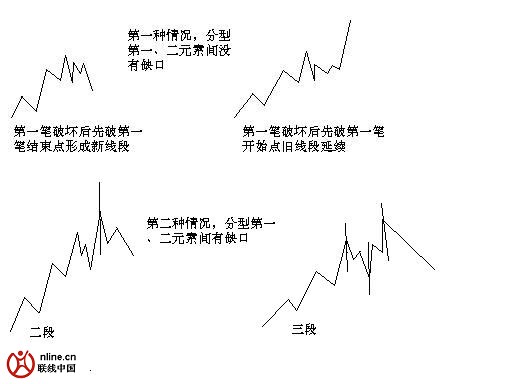 第一种情况，分型
第一、二元素间没
有缺口
第一笔破坏后先破第一
笔结束点形成新线段
第一笔破坏后先破第一笔
开始点旧线段延续
第二种情况，分型第一
、二元素间有缺口
二段
三段
nline.cn
联线中国